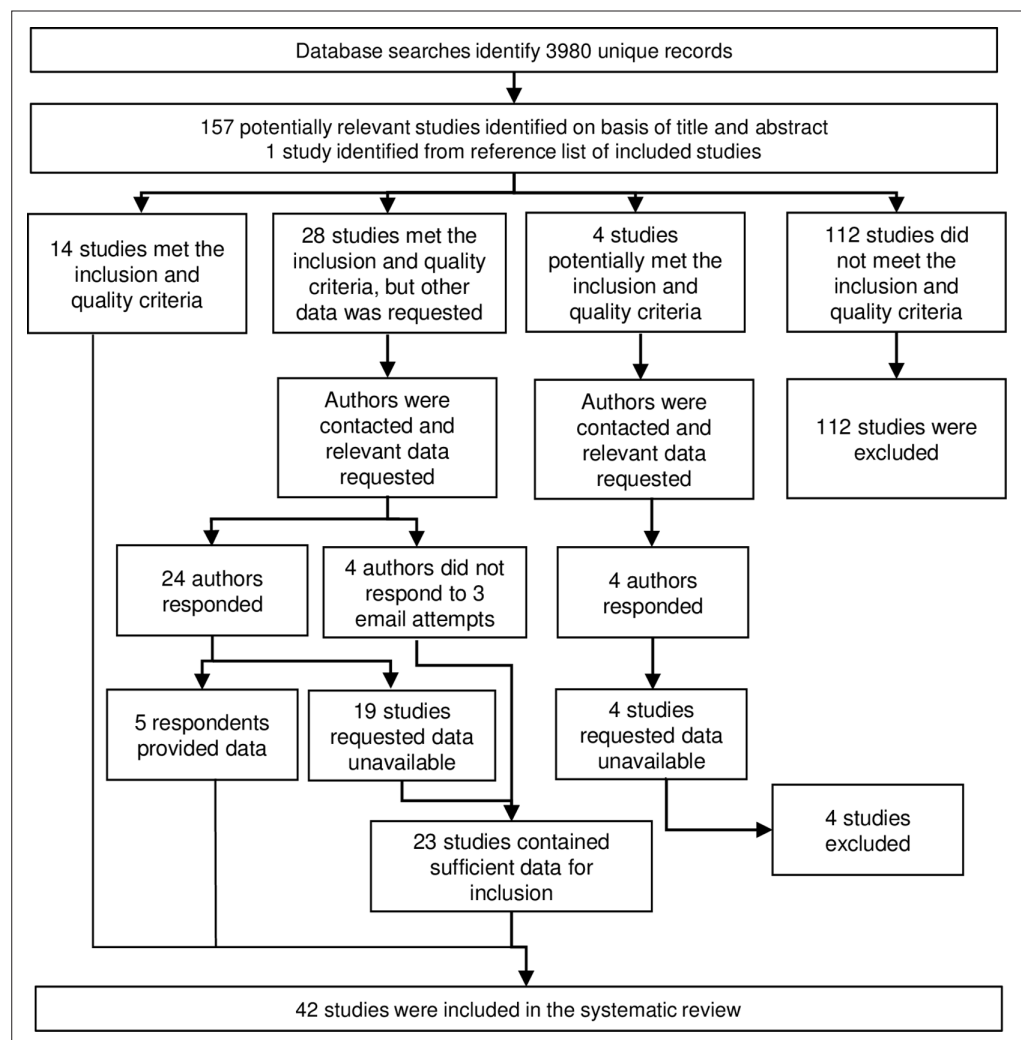 Database searches identify 3980 unique records
157 potentially relevant studies identified on basis of title and abstract
1 study identified from reference list of included studies
14 studies met the
inclusion and
quality criteria
28 studies met the
inclusion and quality
criteria, but other
data was requested
4 studies
potentially met the
inclusion and
quality criteria
112 studies did
not meet the
inclusion and
quality criteria
Authors were
contacted and
relevant data
requested
Authors were
contacted and
relevant data
requested
112 studies were
excluded
24 authors
responded
4 authors did not
respond to 3
email attempts
4 authors
responded
5 respondents
provided data
19 studies
requested data
unavailable
4 studies
requested data
unavailable
4 studies
excluded
23 studies contained
sufficient data for
inclusion
42 studies were included in the systematic review